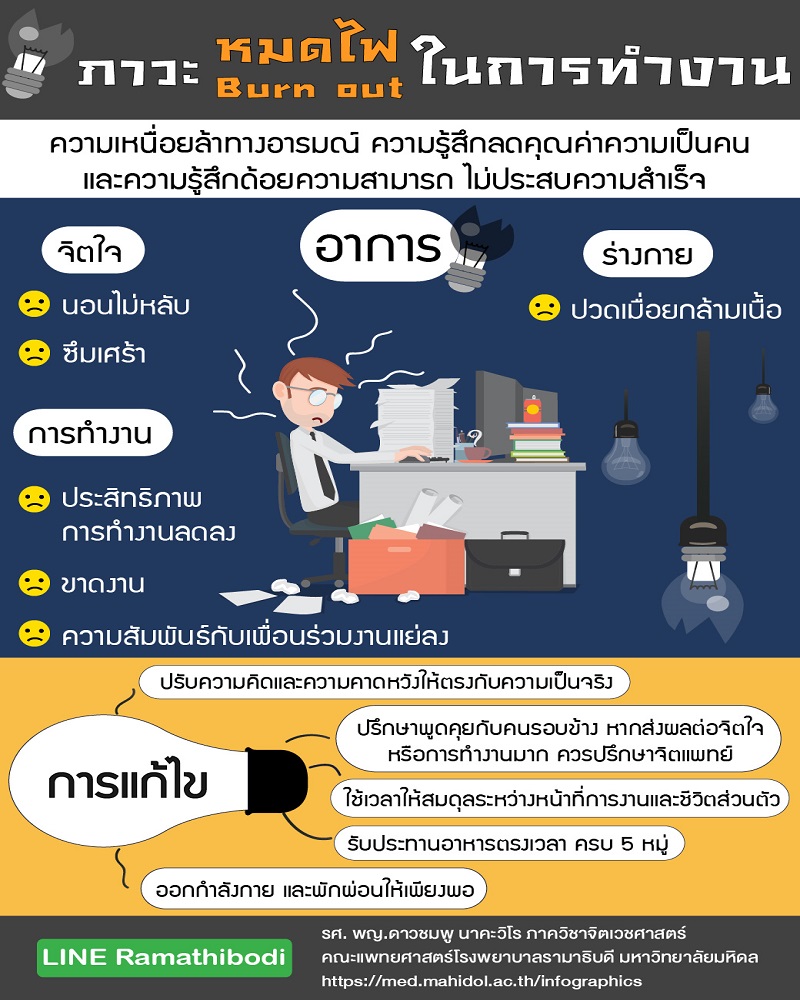 ภาวะ หมดไฟ ในการทำงาน
Burn out
ความเหนื่อยล้าทางอารมณ์ ความรู้สึกลดคุณค่าความเป็นคน
และความรู้สึกด้อยความสามารถ ไม่ประสบความสำเร็จ
อาการ
จิตใจ
นอนไม่หลับ
ซึมเศร้า
ร่างกาย
ปวดเมื่อยกล้ามเนื้อ
การทำงาน
ประสิทธิภาพ
การทำงานลดลง
ขาดงาน
ความสัมพันธ์กับเพื่อนร่วมงานแย่ลง
การแก้ไข
ปรับความคิดและความคาดหวังให้ตรงกับความเป็นจริง
ปรึกษาพูดคุยกับคนรอบข้าง หากส่งผลต่อจิตใจ
หรือการทำงานมาก ควรปรึกษาจิตแพทย์
ใช้เวลาให้สมดุลระหว่างหน้าที่การงานและชีวิตส่วนตัว
รับประทานอาหารตรงเวลา ครบ 5 หมู่
ออกกำลังกาย และพักผ่อนให้เพียงพอ
LINE Ramathibodi
รศ. พญ.ดาวชมพู นาคะวิโร ภาควิชาจิตเวชศาสตร์
คณะแพทยศาสตร์โรงพยาบาลรามาธิบดี มหาวิทยาลัยมหิดล
https://med.mahidol.ac.th/infographics